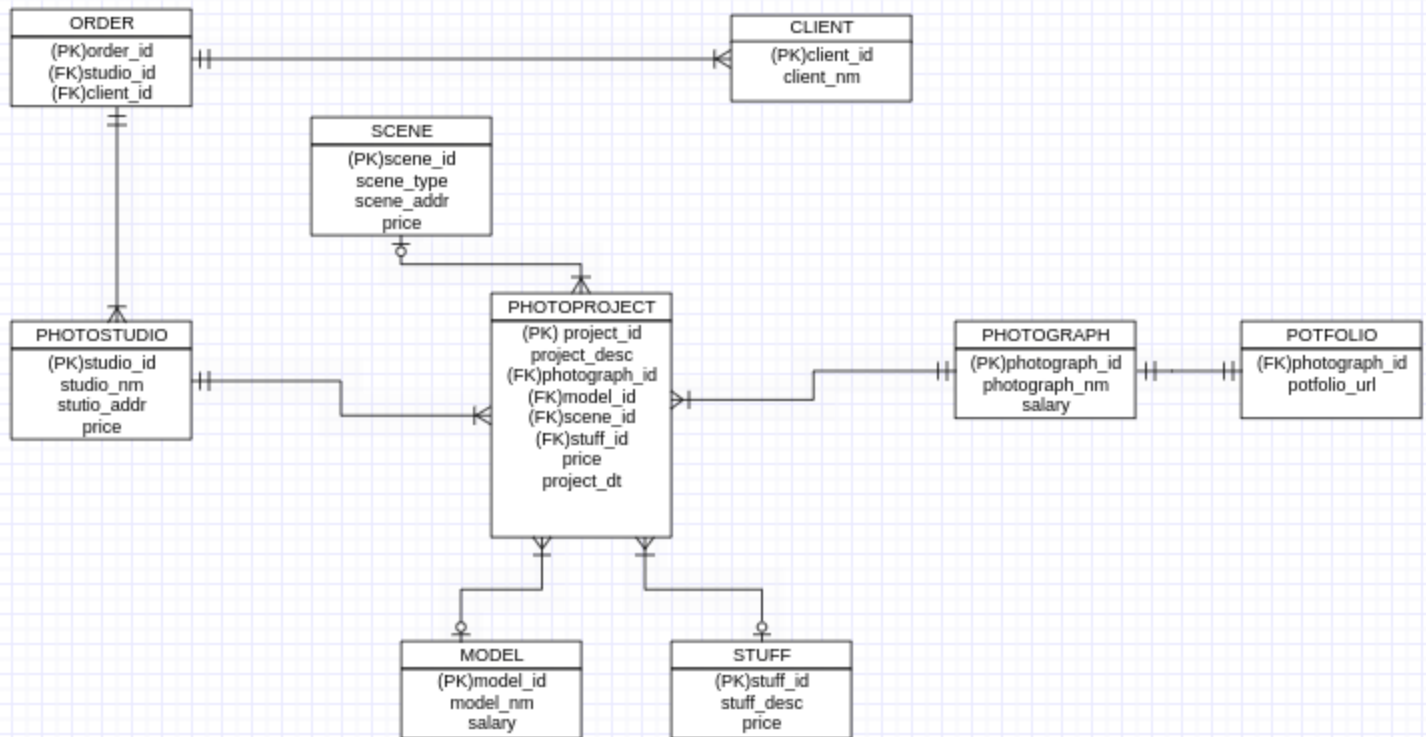 ORDER
(PK)order_id
(FK)studio_id
(FK)client_id
CLIENT
(PK)client_id
client_nm
SCENE
(PK)scene_id
scene_type
scene_addr
price
PHOTOSTUDIO
(PK)studio_id
studio_nm
stutio_addr
price
PHOTOPROJECT
(PK) project_id
project_desc
(FK)photograph_id
(FK)model_id
(FK)scene_id
(FK)stuff_id
price
project_dt
PHOTOGRAPH
(PK)photograph_id
photograph_nm
salary
POTFOLIO
(FK)photograph_id
potfolio_url
MODEL
(PK)model_id
model_nm
salary
STUFF
(PK)stuff_id
stuff_desc
price